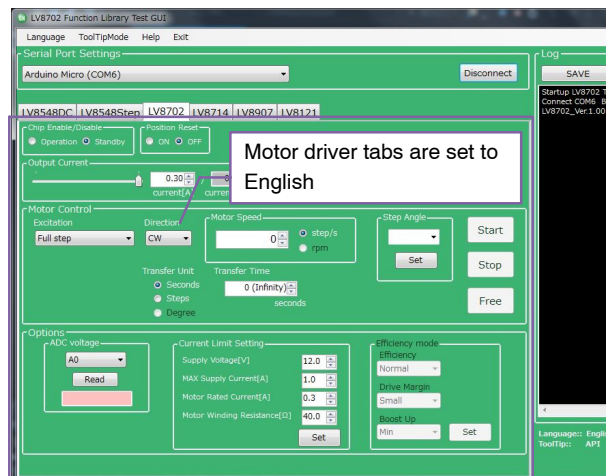 LV8702 Function Library Test GUI
Language ToolTipMode Help Exit
Serial Port Settings
Arduino Micro (COM6)
Disconnect
LV8548DC LV8548Step LV8702 LV8714 LV8907 LV8121
Chip Enable/Disable
Operation Standby
Position Reset
ON OFF
Output Current
0.30
current[A]
Motor driver tabs are set to
English
Motor Control
Excitation
Full step
Direction
CW
Motor Speed
0
step/s
rpm
Step Angle
Set
Start
Stop
Free
Transfer Unit
Seconds
Steps
Degree
Transfer Time
0 (Infinity)
seconds
Options
ADC voltage
A0
Read
Current Limit Setting
Supply Voltage[V] 12.0
MAX Supply Current[A] 1.0
Motor Rated Current[A] 0.3
Motor Winding Resistance[Ω] 40.0
Set
Efficiency mode
Efficiency
Normal
Drive Margin
Small
Boost Up
Min
Set
Log
SAVE
Startup LV8702 T
Connect COM6 B
LV8702_Ver.1.00
Language:: Englis
ToolTip:: API